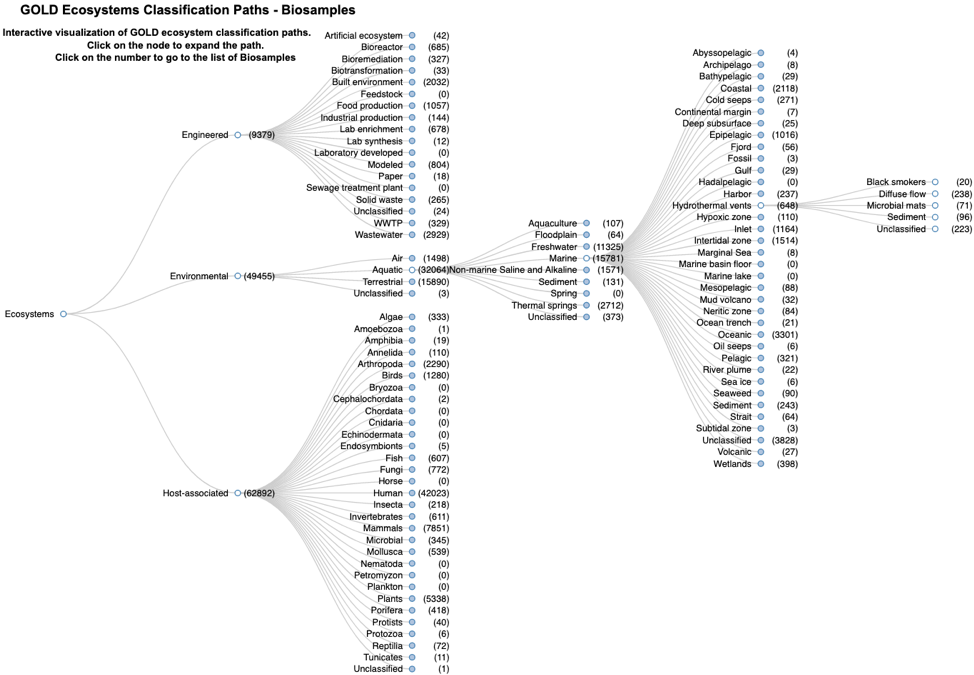 GOLD Ecosystems Classification Paths - Biosamples
Interactive visualization of GOLD ecosystem classification paths.
Click on the node to expand the path.
Click on the number to go to the list of Biosamples
Ecosystems
Engineered (9379)
Environmental (49455)
Host-associated (62892)
Artificial ecosystem (42)
Bioreactor (685)
Bioremediation (327)
Biotransformation (33)
Built environment (2032)
Feedstock (0)
Food production (1057)
Industrial production (144)
Lab enrichment (678)
Lab synthesis (12)
Laboratory developed (0)
Modeled (804)
Paper (18)
Sewage treatment plant (0)
Solid waste (265)
Unclassified (24)
WWTP (329)
Wastewater (2929)
Air (1498)
Aquatic (32064)
Terrestrial (15890)
Unclassified (3)
Algae (333)
Amoebozoa (1)
Amphibia (19)
Annelida (110)
Arthropoda (2290)
Birds (1280)
Bryozoa (0)
Cephalochordata (2)
Chordata (0)
Cnidaria (0)
Echinodermata (0)
Endosymbionts (5)
Fish (607)
Fungi (772)
Horse (0)
Human (42023)
Insecta (218)
Invertebrates (611)
Mammals (7851)
Microbial (345)
Mollusca (539)
Nematoda (0)
Petromyzon (0)
Plankton (0)
Plants (5338)
Porifera (418)
Protists (40)
Protozoa (6)
Reptilia (72)
Tunicates (11)
Unclassified (1)
Aquaculture (107)
Floodplain (64)
Freshwater (11325)
Marine (15781)
Non-marine Saline and Alkaline (1571)
Sediment (131)
Spring (0)
Thermal springs (2712)
Unclassified (373)
Abyssopelagic (4)
Archipelago (8)
Bathypelagic (29)
Coastal (2118)
Cold seeps (271)
Continental margin (7)
Deep subsurface (25)
Epipelagic (1016)
Fjord (56)
Fossil (3)
Gulf (29)
Hadalpelagic (0)
Harbor (237)
Hydrothermal vents (648)
Hypoxic zone (110)
Inlet (1164)
Intertidal zone (1514)
Marginal Sea (8)
Marine basin floor (0)
Marine lake (0)
Mesopelagic (88)
Mud volcano (32)
Neritic zone (84)
Ocean trench (21)
Oceanic (3301)
Oil seeps (6)
Pelagic (321)
River plume (22)
Sea ice (6)
Seaweed (90)
Sediment (243)
Strait (64)
Subtidal zone (3)
Unclassified (3828)
Volcanic (27)
Wetlands (398)
Black smokers (20)
Diffuse flow (238)
Microbial mats (71)
Sediment (96)
Unclassified (223)